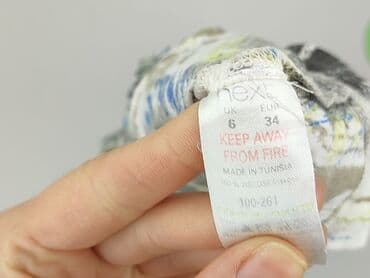 next
UK EUR
6 34
KEEP AWAY
FROM FIRE
MADE IN TUNISIA
100-261